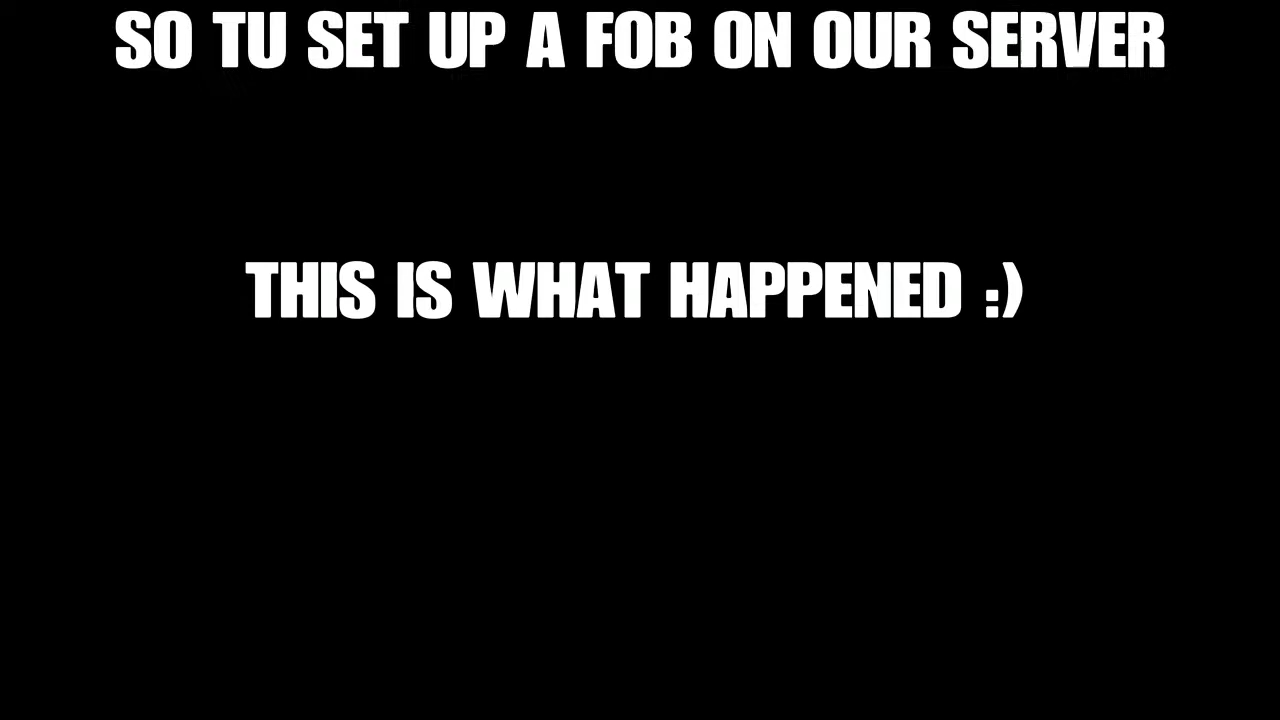 SO TU SET UP A FOB ON OUR SERVER
THIS IS WHAT HAPPENED :)